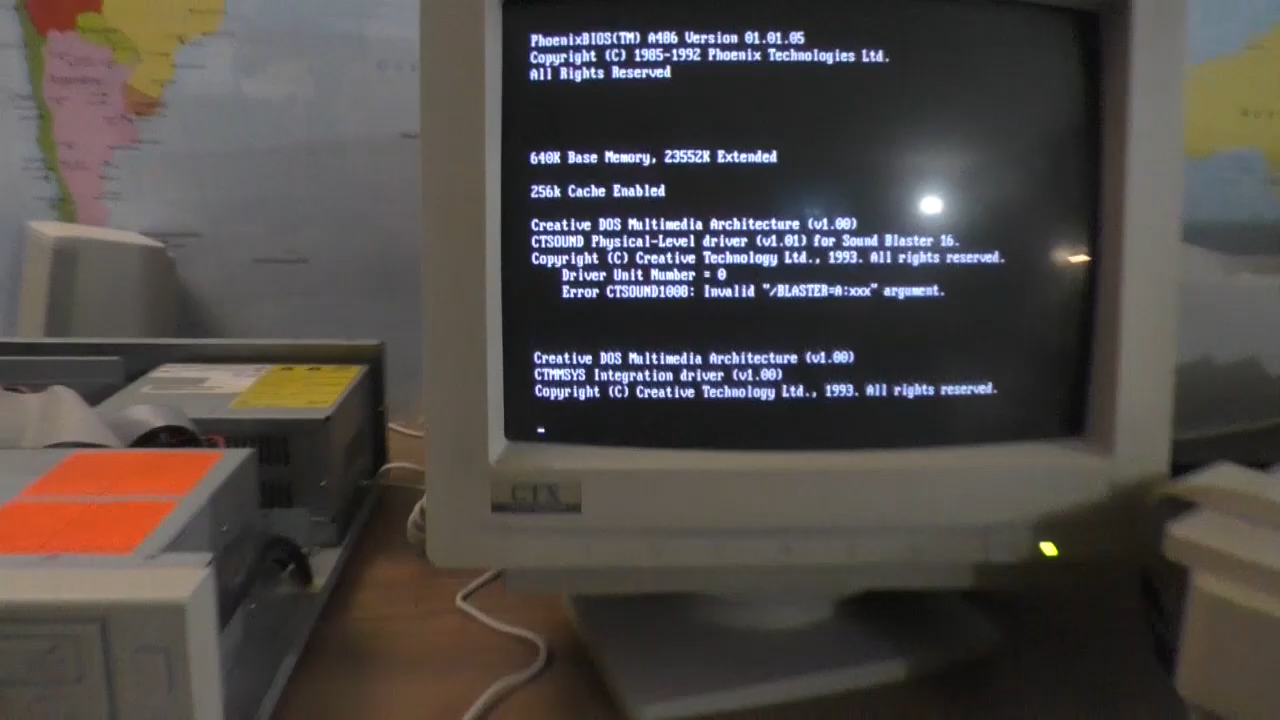 PhoenixBIOS(TM) A486 Version 01.01.05
Copyright (C) 1985-1992 Phoenix Technologies Ltd.
All Rights Reserved
640K Base Memory, 23552K Extended
256k Cache Enabled
Creative DOS Multimedia Architecture (v1.00)
CTSOUND Physical-Level driver (v1.01) for Sound Blaster 16.
Copyright (C) Creative Technology Ltd., 1993. All rights reserved.
Driver Unit Number = 0
Error CTSOUND1008: Invalid "/BLASTER=A:xxx" argument.
Creative DOS Multimedia Architecture (v1.00)
CTMMSYS Integration driver (v1.00)
Copyright (C) Creative Technology Ltd., 1993. All rights reserved.
CTX